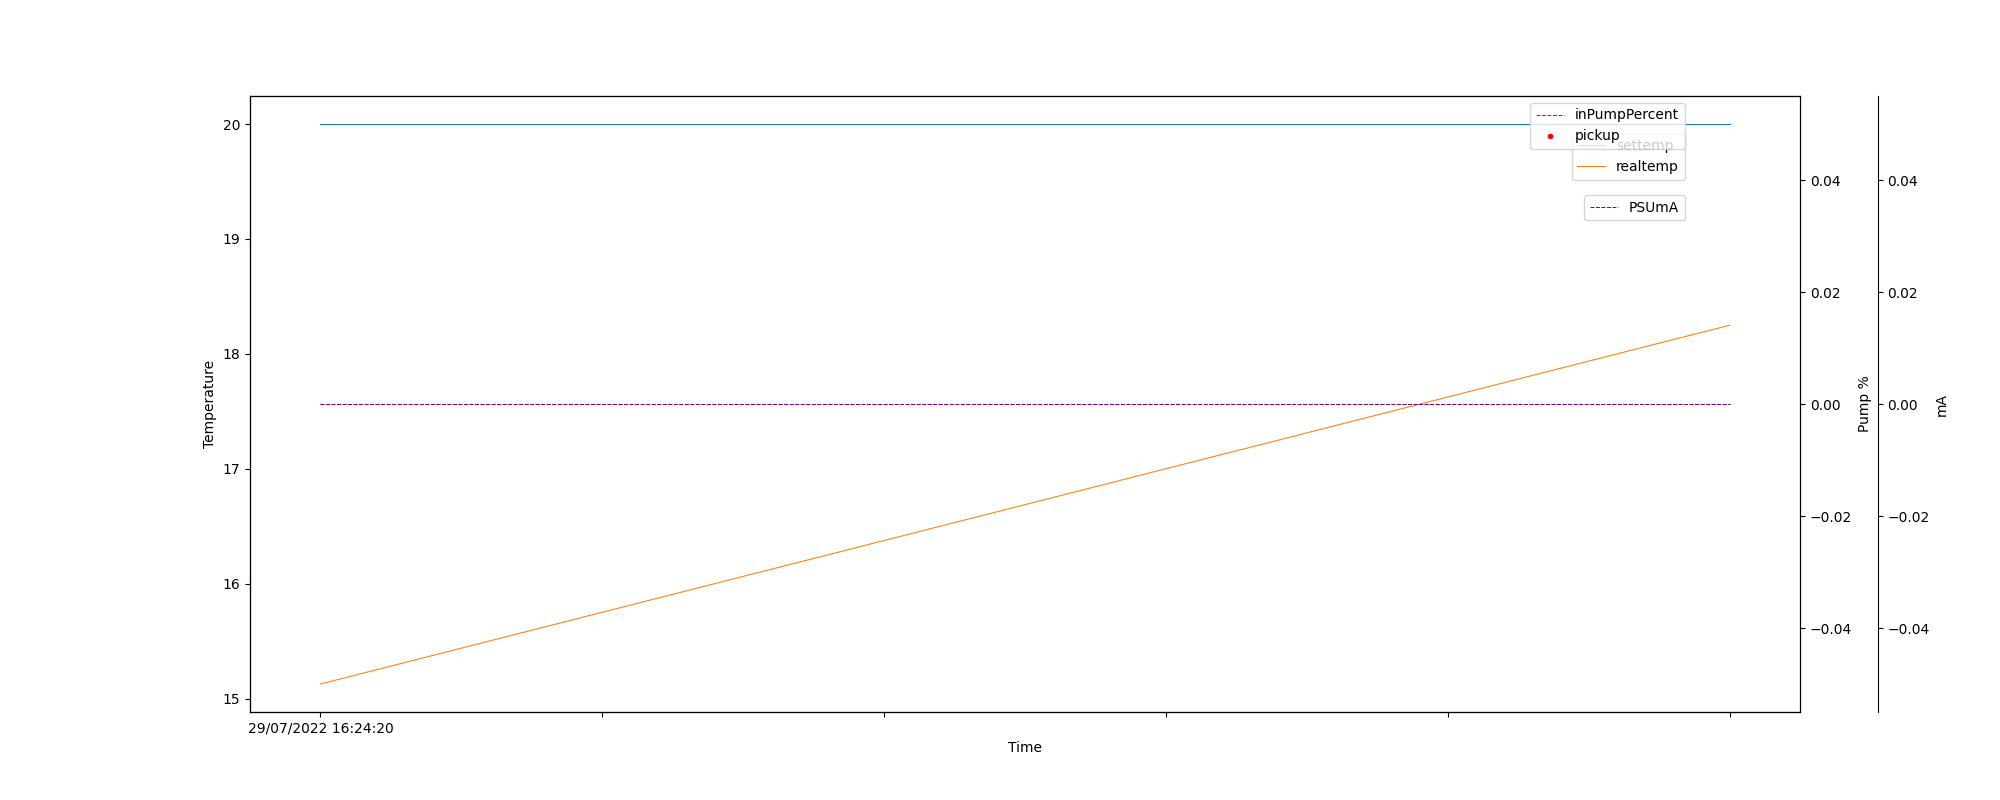 inPumpPercent
pickup
settemp
realtemp
PSUmA
20
19
18
17
16
15
Temperature
0.04
0.02
0.00
−0.02
−0.04
Pump %
0.04
0.02
0.00
−0.02
−0.04
mA
29/07/2022 16:24:20
Time